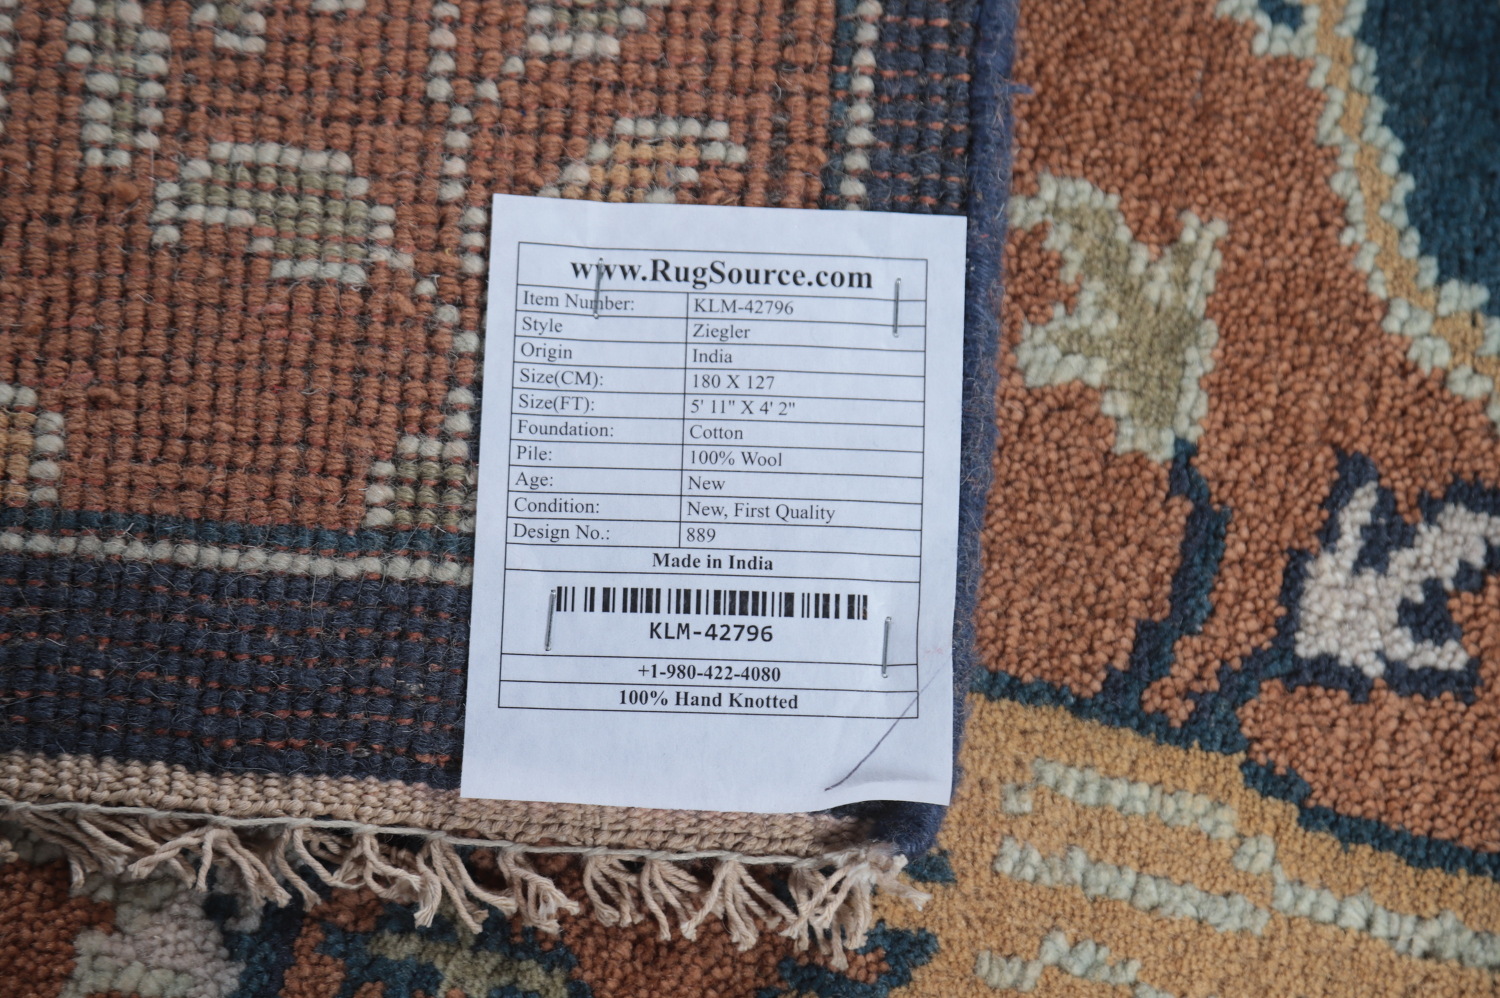 www.RugSource.com
Item Number: KLM-42796
Style Ziegler
Origin India
Size(CM): 180 X 127
Size(FT): 5' 11" X 4' 2"
Foundation: Cotton
Pile: 100% Wool
Age: New
Condition: New, First Quality
Design No.: 889
Made in India
KLM-42796
+1-980-422-4080
100% Hand Knotted